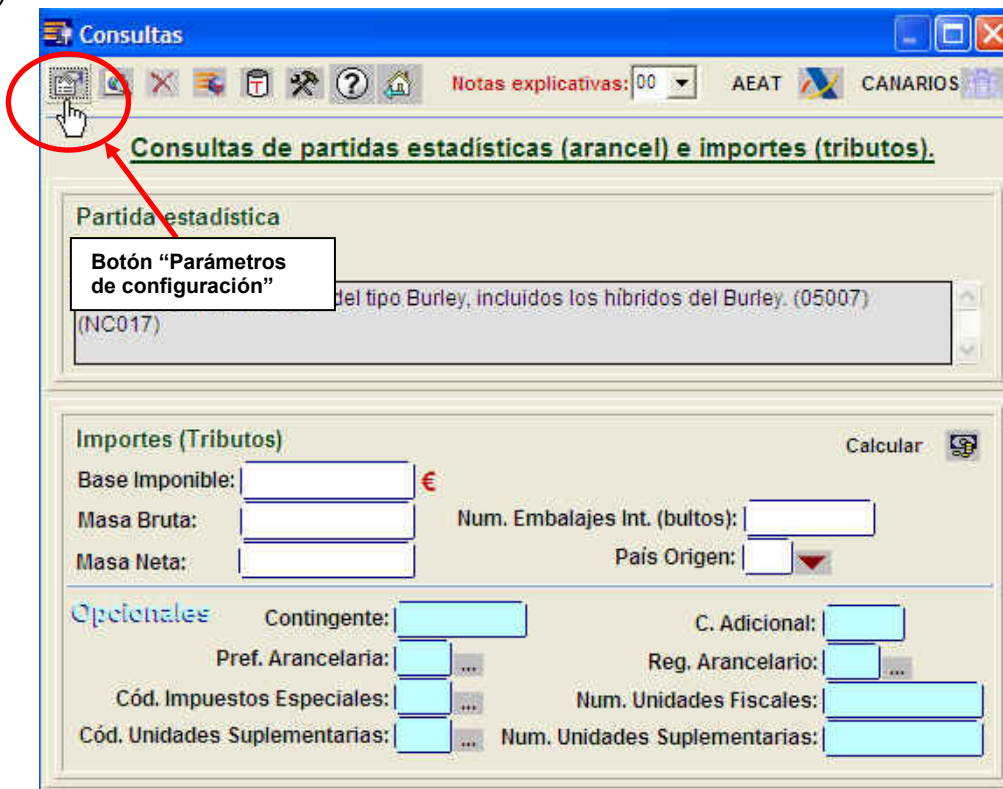 Consultas
Notas explicativas: 00 AEAT CANARIOS
Consultas de partidas estadísticas (arancel) e importes (tributos).
Partida estadística
Botón “Parámetros
de configuración”
del tipo Burley, incluidos los híbridos del Burley. (05007)
(NC017)
Importes (Tributos)
Calcular
Base Imponible: €
Masa Bruta:
Num. Embalajes Int. (bultos):
Masa Neta:
País Origen:
Opcionales
Contingente:
C. Adicional:
Pref. Arancelaria: ...
Reg. Arancelario: ...
Cód. Impuestos Especiales: ...
Num. Unidades Fiscales:
Cód. Unidades Suplementarias: ...
Num. Unidades Suplementarias: